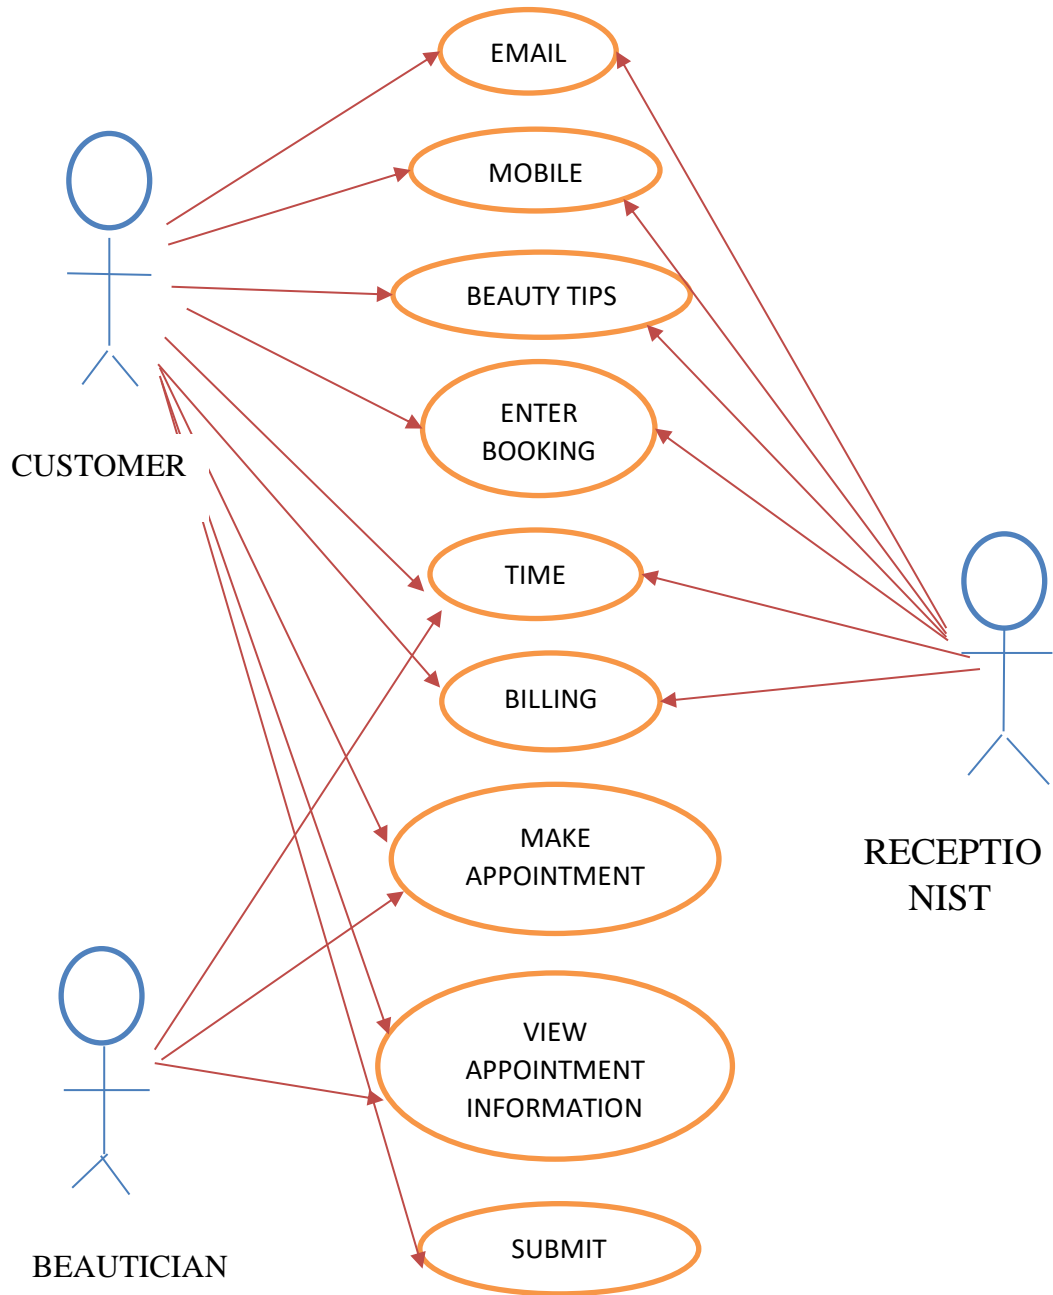 EMAIL
MOBILE
BEAUTY TIPS
ENTER
BOOKING
CUSTOMER
TIME
BILLING
MAKE
APPOINTMENT
RECEPTIO
NIST
VIEW
APPOINTMENT
INFORMATION
SUBMIT
BEAUTICIAN